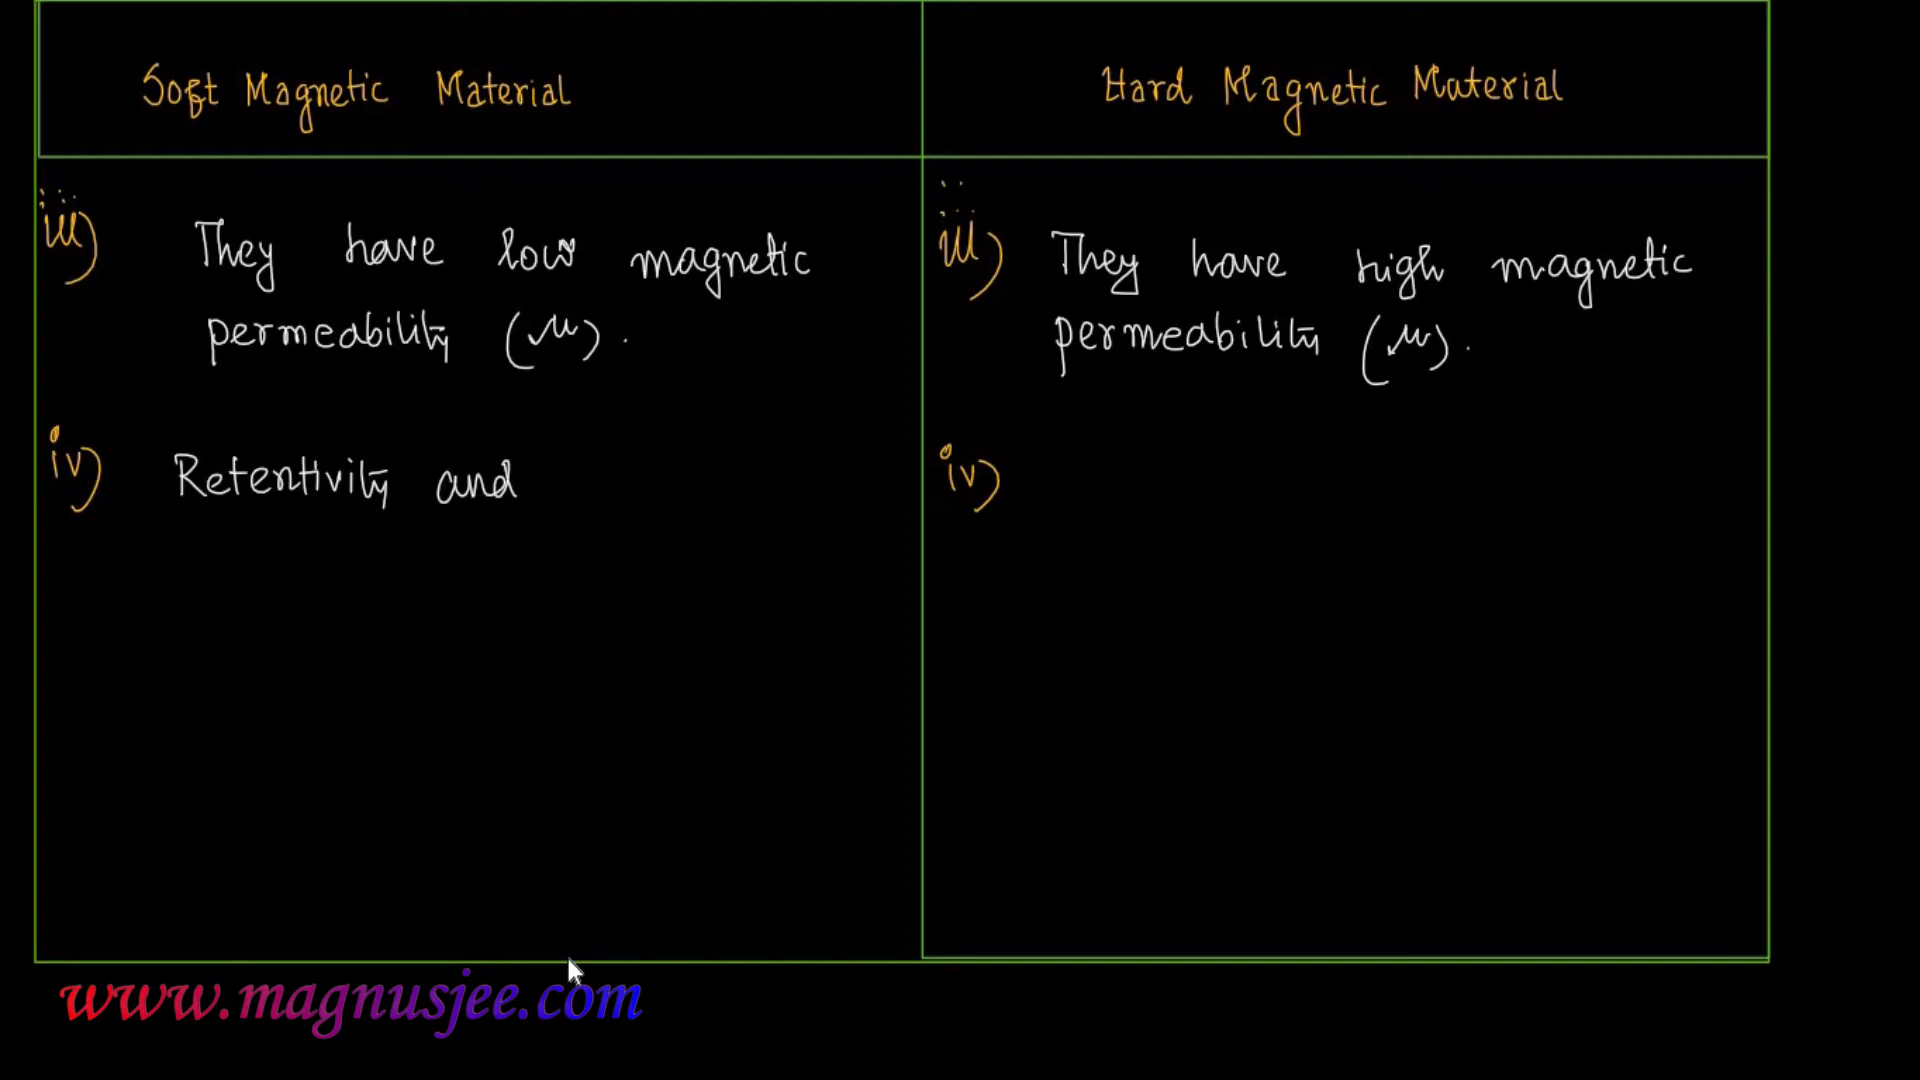 Soft Magnetic Material
Hard Magnetic Material
iii) They have low magnetic
permeability (μ).
iii) They have high magnetic
permeability (μ).
iv) Retentivity and
iv)
www.magnusjee.com